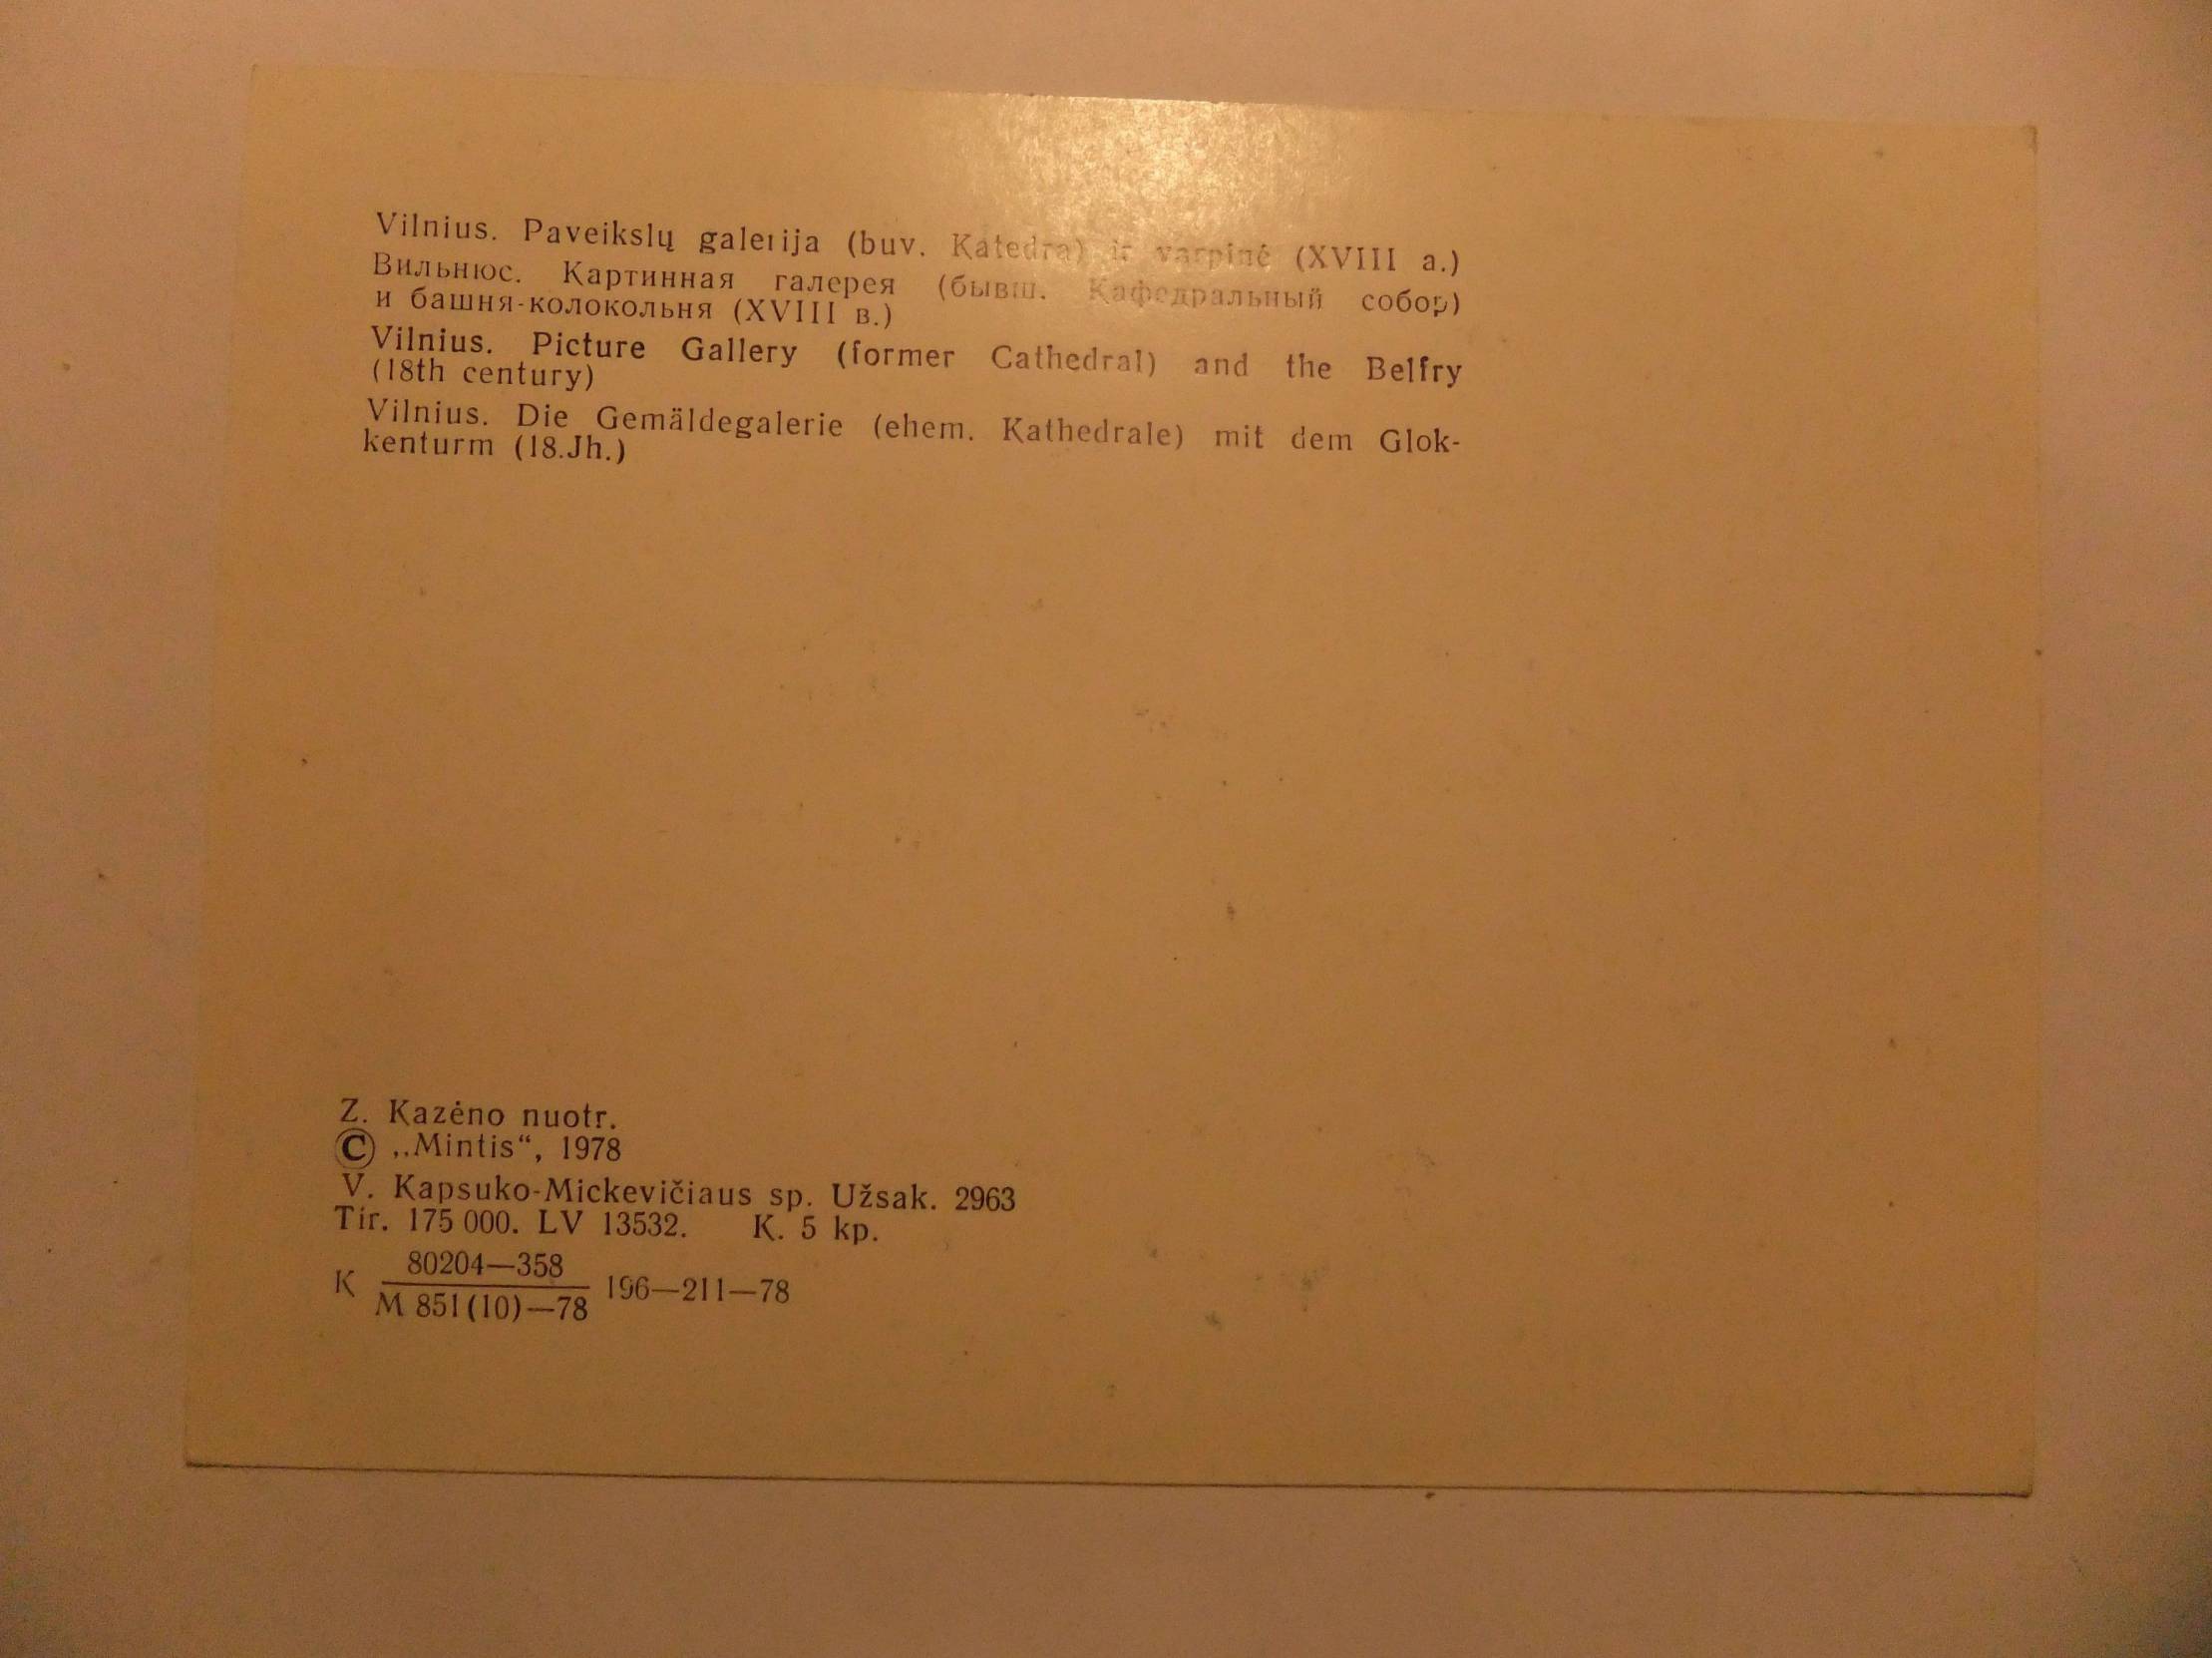 Vilnius. Paveikslų galerija (buv. Katedra) ir varpinė (XVIII a.)
Вильнюс. Картинная галерея (бывш. Кафедральный собор)
и башня-колокольня (XVIII в.)
Vilnius. Picture Gallery (former Cathedral) and the Belfry
(18th century)
Vilnius. Die Gemäldegalerie (ehem. Kathedrale) mit dem Glok-
kenturm (18.Jh.)
Z. Kazėno nuotr.
© „Mintis“, 1978
V. Kapsuko-Mickevičiaus sp. Užsak. 2963
Tir. 175 000. LV 13532. K. 5 kp.
K 80204—358
M 851(10)—78 196—211—78